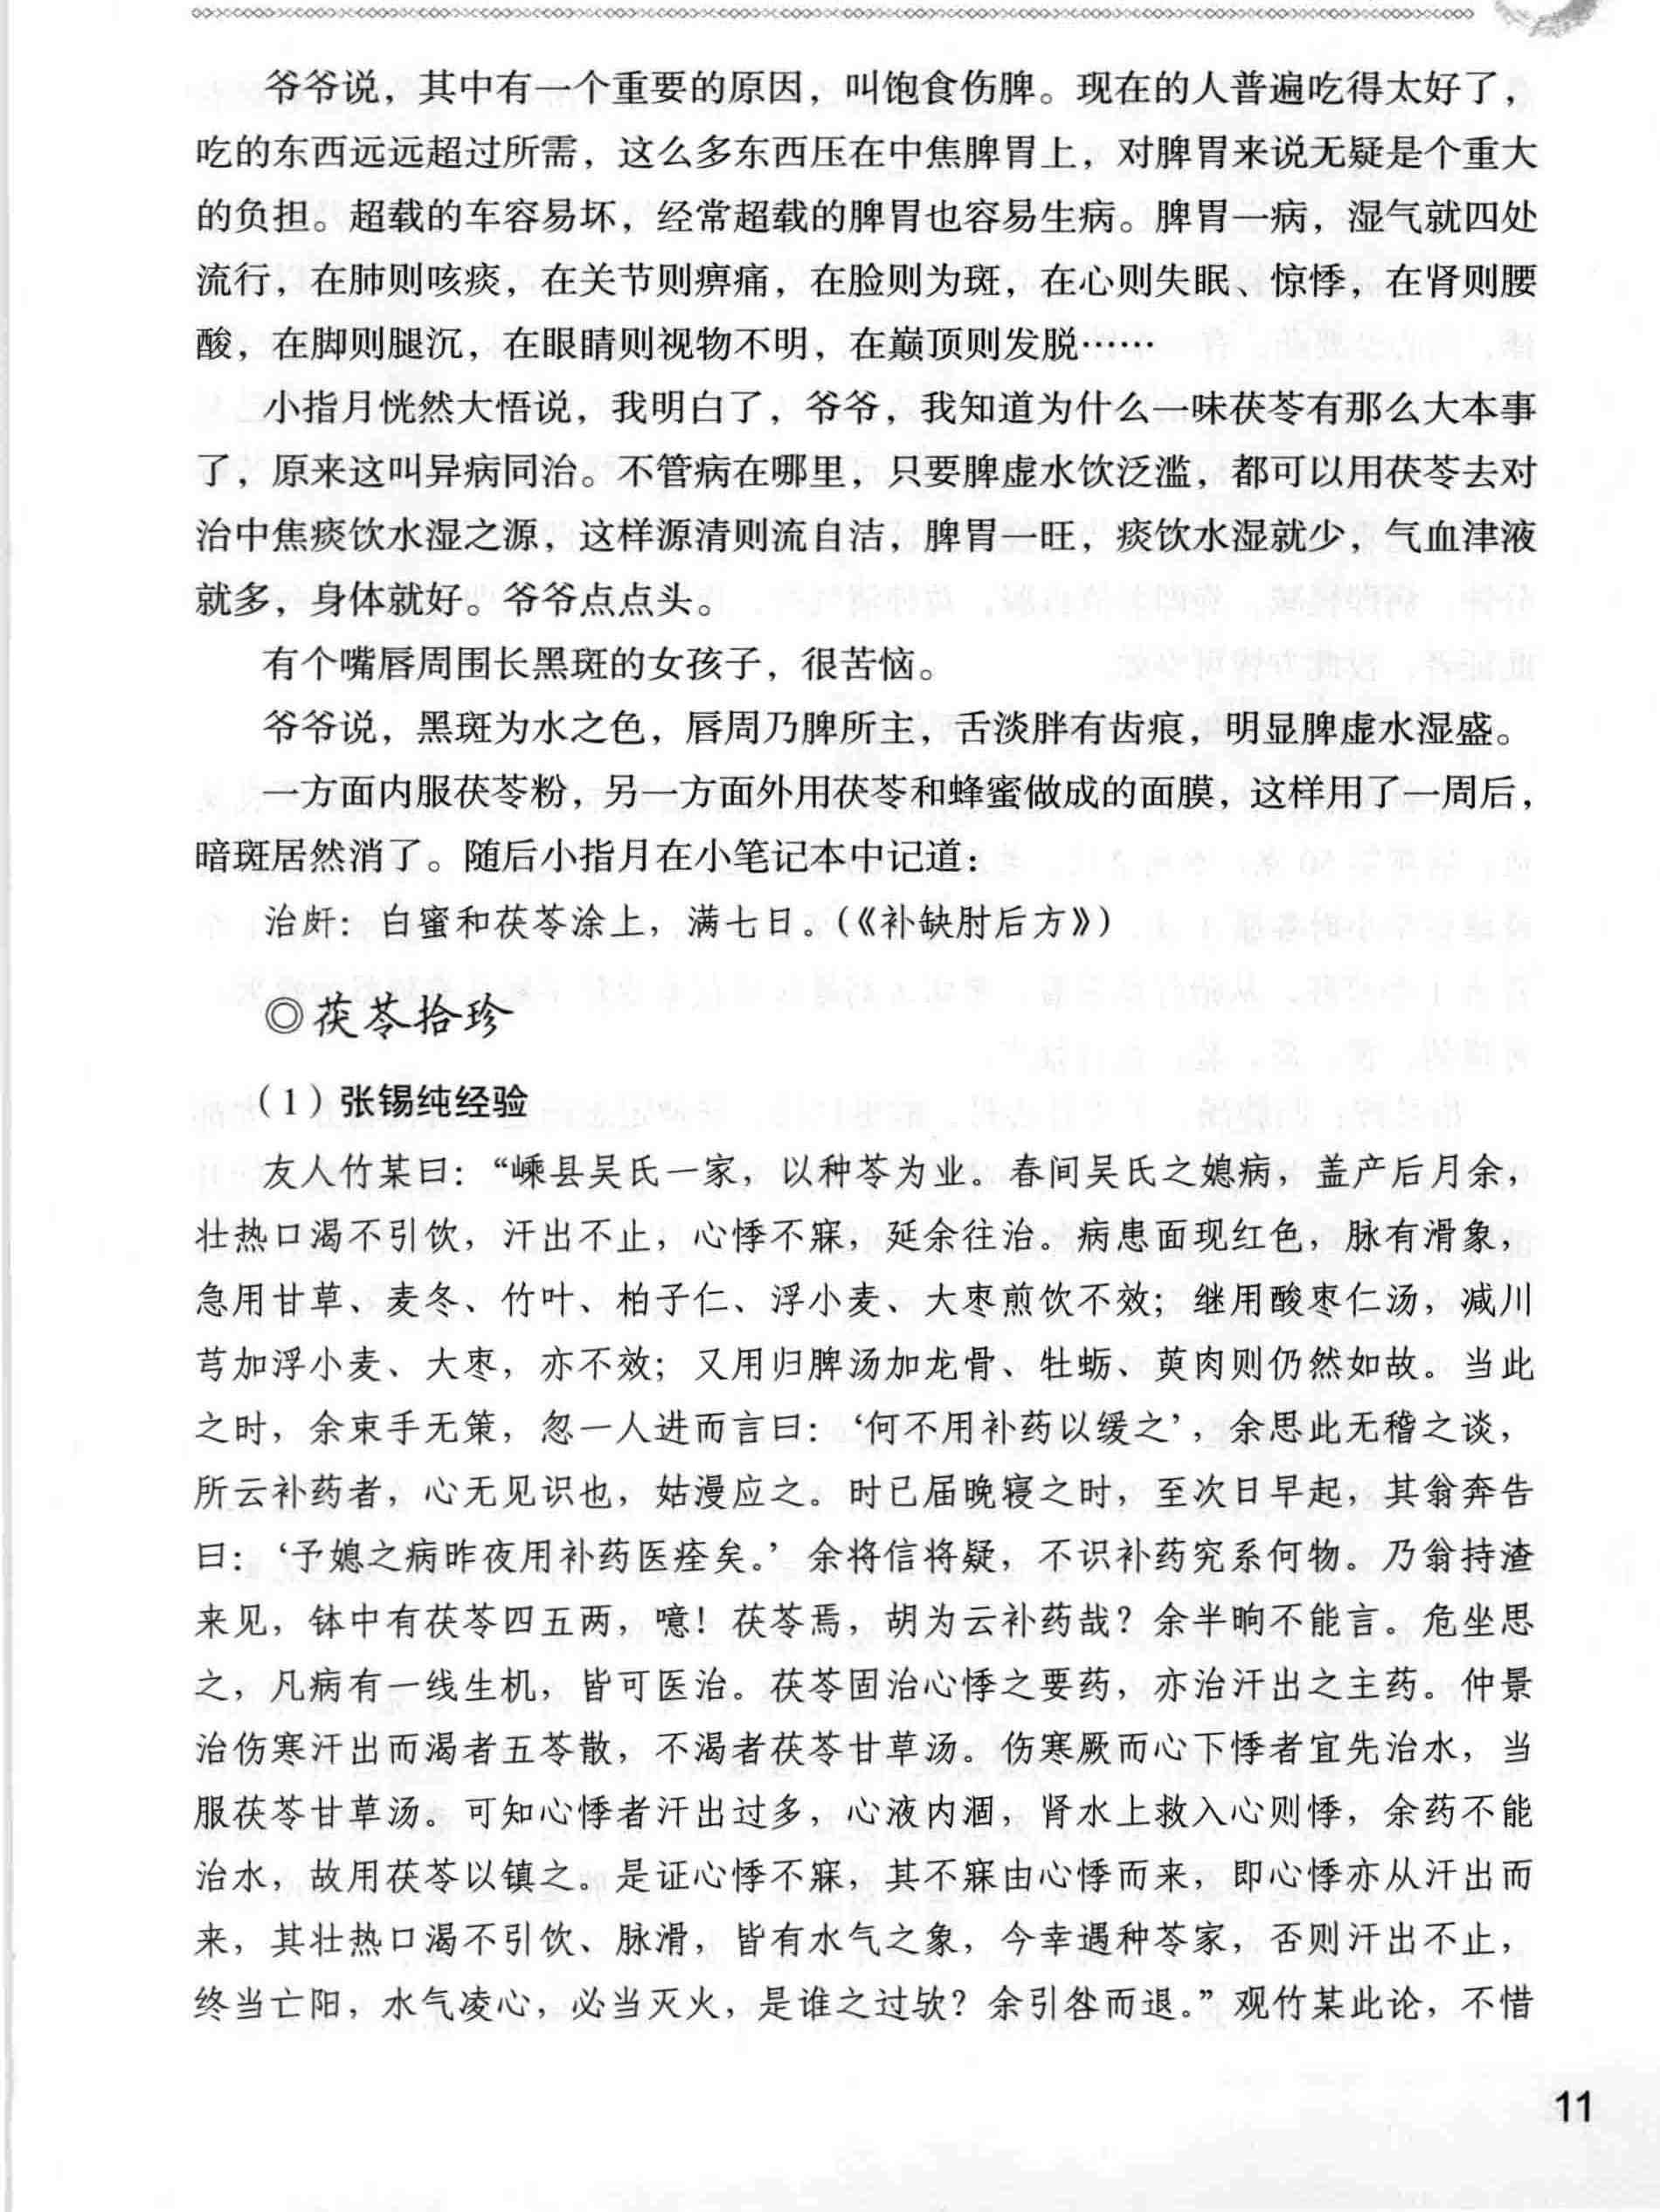 爷爷说，其中有一个重要的原因，叫饱食伤脾。现在的人普遍吃得太好了，
吃的东西远远超过所需，这么多东西压在中焦脾胃上，对脾胃来说无疑是个重大
的负担。超载的车容易坏，经常超载的脾胃也容易生病。脾胃一病，湿气就四处
流行，在肺则咳痰，在关节则痹痛，在脸则为斑，在心则失眠、惊悸，在肾则腰
酸，在脚则腿沉，在眼睛则视物不明，在巅顶则发脱……
小指月恍然大悟说，我明白了，爷爷，我知道为什么一味茯苓有那么大本事
了，原来这叫异病同治。不管病在哪里，只要脾虚水饮泛滥，都可以用茯苓去对
治中焦痰饮水湿之源，这样源清则流自洁，脾胃一旺，痰饮水湿就少，气血津液
就多，身体就好。爷爷点点头。
有个嘴唇周围长黑斑的女孩子，很苦恼。
爷爷说，黑斑为水之色，唇周乃脾所主，舌淡胖有齿痕，明显脾虚水湿盛。
一方面内服茯苓粉，另一方面外用茯苓和蜂蜜做成的面膜，这样用了一周后，
暗斑居然消了。随后小指月在小笔记本中记道：
治皯：白蜜和茯苓涂上，满七日。（《补缺肘后方》）
◎茯苓拾珍
（1）张锡纯经验
友人竹某曰：“嵊县吴氏一家，以种苓为业。春间吴氏之媳病，盖产后月余，
壮热口渴不引饮，汗出不止，心悸不寐，延余往治。病患面现红色，脉有滑象，
急用甘草、麦冬、竹叶、柏子仁、浮小麦、大枣煎饮不效；继用酸枣仁汤，减川
芎加浮小麦、大枣，亦不效；又用归脾汤加龙骨、牡蛎、萸肉则仍然如故。当此
之时，余束手无策，忽一人进而言曰：‘何不用补药以缓之’，余思此无稽之谈，
所云补药者，心无见识也，姑漫应之。时已届晚寝之时，至次日早起，其翁奔告
曰：‘予媳之病昨夜用补药医痊矣。’余将信将疑，不识补药究系何物。乃翁持渣
来见，钵中有茯苓四五两，噫！茯苓焉，胡为云补药哉？余半晌不能言。危坐思
之，凡病有一线生机，皆可医治。茯苓固治心悸之要药，亦治汗出之主药。仲景
治伤寒汗出而渴者五苓散，不渴者茯苓甘草汤。伤寒厥而心下悸者宜先治水，当
服茯苓甘草汤。可知心悸者汗出过多，心液内涸，肾水上救入心则悸，余药不能
治水，故用茯苓以镇之。是证心悸不寐，其不寐由心悸而来，即心悸亦从汗出而
来，其壮热口渴不引饮、脉滑，皆有水气之象，今幸遇种苓家，否则汗出不止，
终当亡阳，水气凌心，必当灭火，是谁之过欤？余引咎而退。”观竹某此论，不惜
11